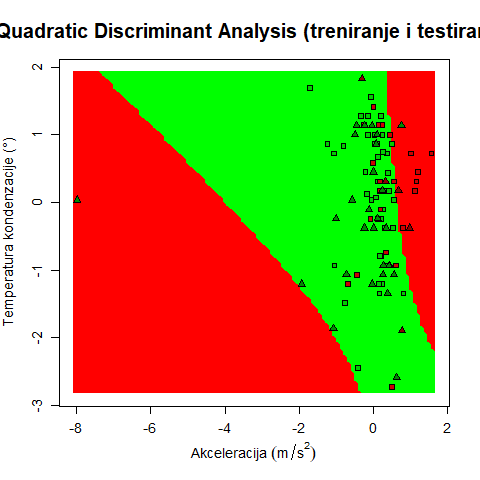 Quadratic Discriminant Analysis (treniranje i testiran
Temperatura kondenzacije (°)
2
1
0
-1
-2
-3
-8 -6 -4 -2 0 2
Akceleracija (m/s²)